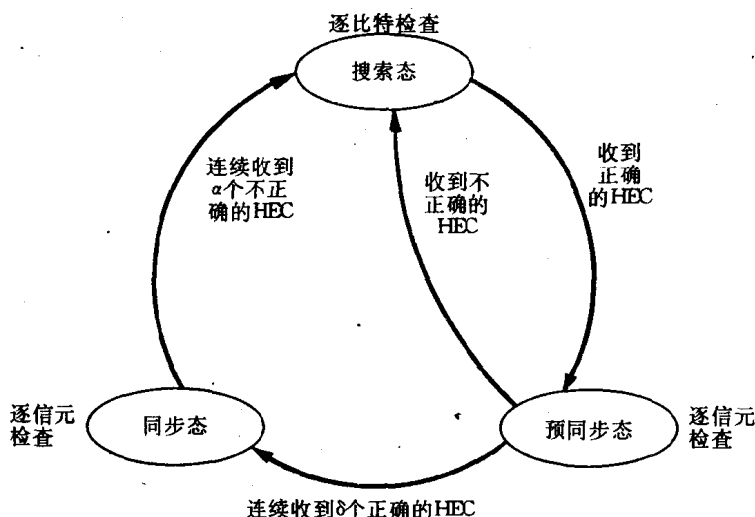 逐比特检查
搜索态
连续收到
α个不正
确的HEC
收到不
正确的
HEC
收到
正确
的HEC
逐信元
检查
同步态
预同步态
逐信元
检查
连续收到δ个正确的HEC